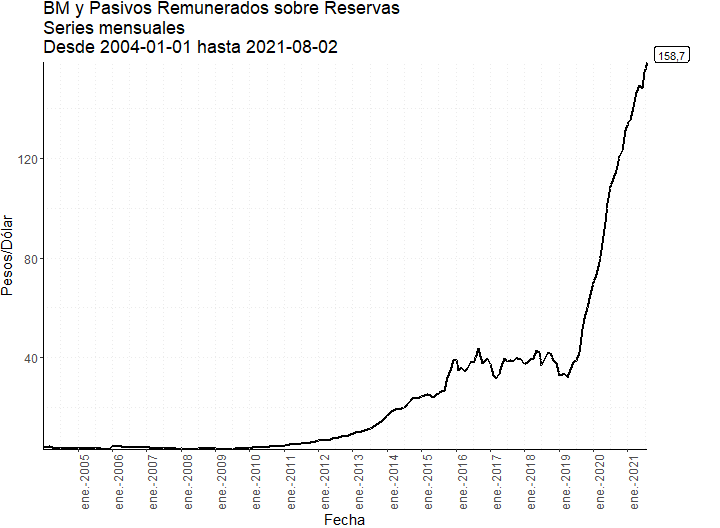 BM y Pasivos Remunerados sobre Reservas
Series mensuales
Desde 2004-01-01 hasta 2021-08-02
158,7
120
80
40
Pesos/Dólar
ene.-2005
ene.-2006
ene.-2007
ene.-2008
ene.-2009
ene.-2010
ene.-2011
ene.-2012
ene.-2013
ene.-2014
ene.-2015
ene.-2016
ene.-2017
ene.-2018
ene.-2019
ene.-2020
ene.-2021
Fecha